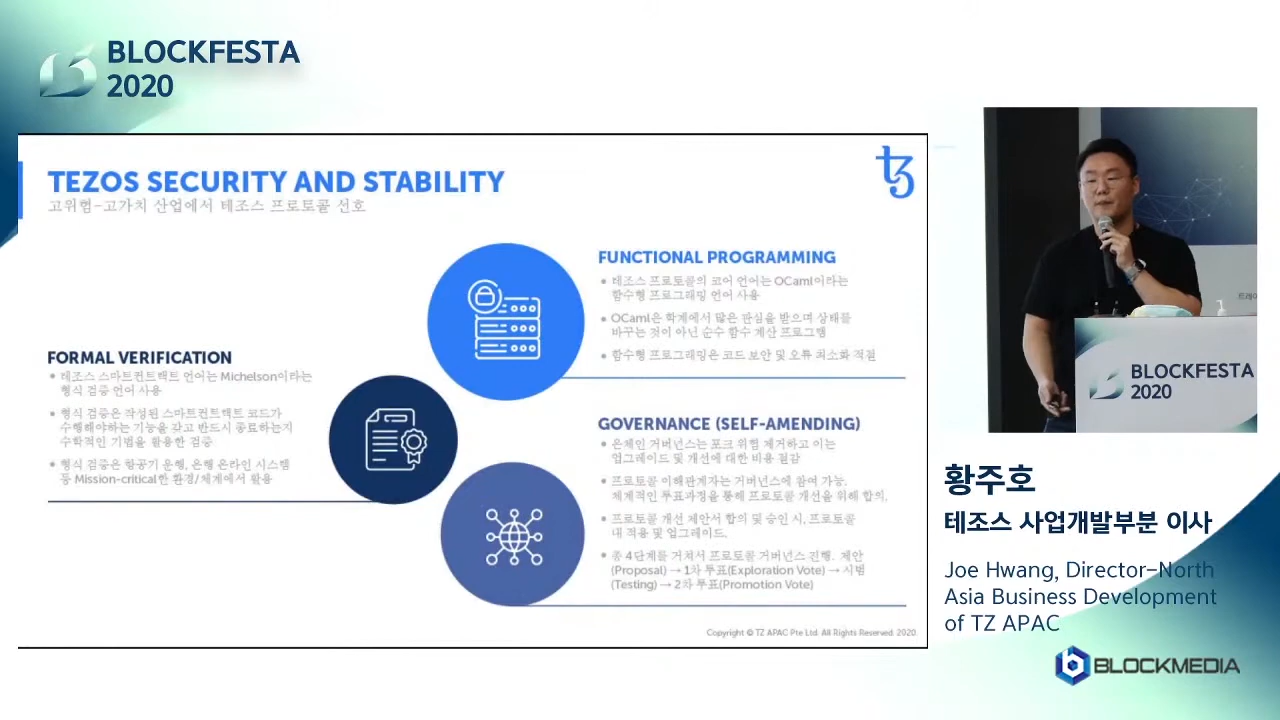 BLOCKFESTA
2020
TEZOS SECURITY AND STABILITY
고위험-고가치 산업에서 테조스 프로토콜 선호
FORMAL VERIFICATION
• 테조스 스마트컨트랙트 언어는 Michelson이라는
형식 검증 언어 사용
• 형식 검증은 작성된 스마트컨트랙트 코드가
수행해야하는 기능을 갖고 반드시 종료하는지
수학적인 기법을 활용한 검증
• 형식 검증은 항공기 운행, 은행 온라인 시스템
등 Mission-critical한 환경/체계에서 활용
FUNCTIONAL PROGRAMMING
• 테조스 프로토콜의 코어 언어는 OCaml이라는
함수형 프로그래밍 언어 사용
• OCaml은 학계에서 많은 관심을 받으며 상태를
바꾸는 것이 아닌 순수 함수 계산 프로그램
• 함수형 프로그래밍은 코드 보안 및 오류 최소화 적절
GOVERNANCE (SELF-AMENDING)
• 온체인 거버넌스는 포크 위험 제거하고 이는
업그레이드 및 개선에 대한 비용 절감
• 프로토콜 이해관계자는 거버넌스에 참여 가능.
체계적인 투표과정을 통해 프로토콜 개선을 위해 합의.
• 프로토콜 개선 제안서 합의 및 승인 시, 프로토콜
내 적용 및 업그레이드.
• 총 4단계를 거쳐서 프로토콜 거버넌스 진행. 제안
(Proposal) → 1차 투표(Exploration Vote) → 시범
(Testing) → 2차 투표(Promotion Vote)
Copyright © TZ APAC Pte Ltd. All Rights Reserved. 2020.
BLOCKFESTA
2020
황주호
테조스 사업개발부분 이사
Joe Hwang, Director-North
Asia Business Development
of TZ APAC
BLOCKMEDIA